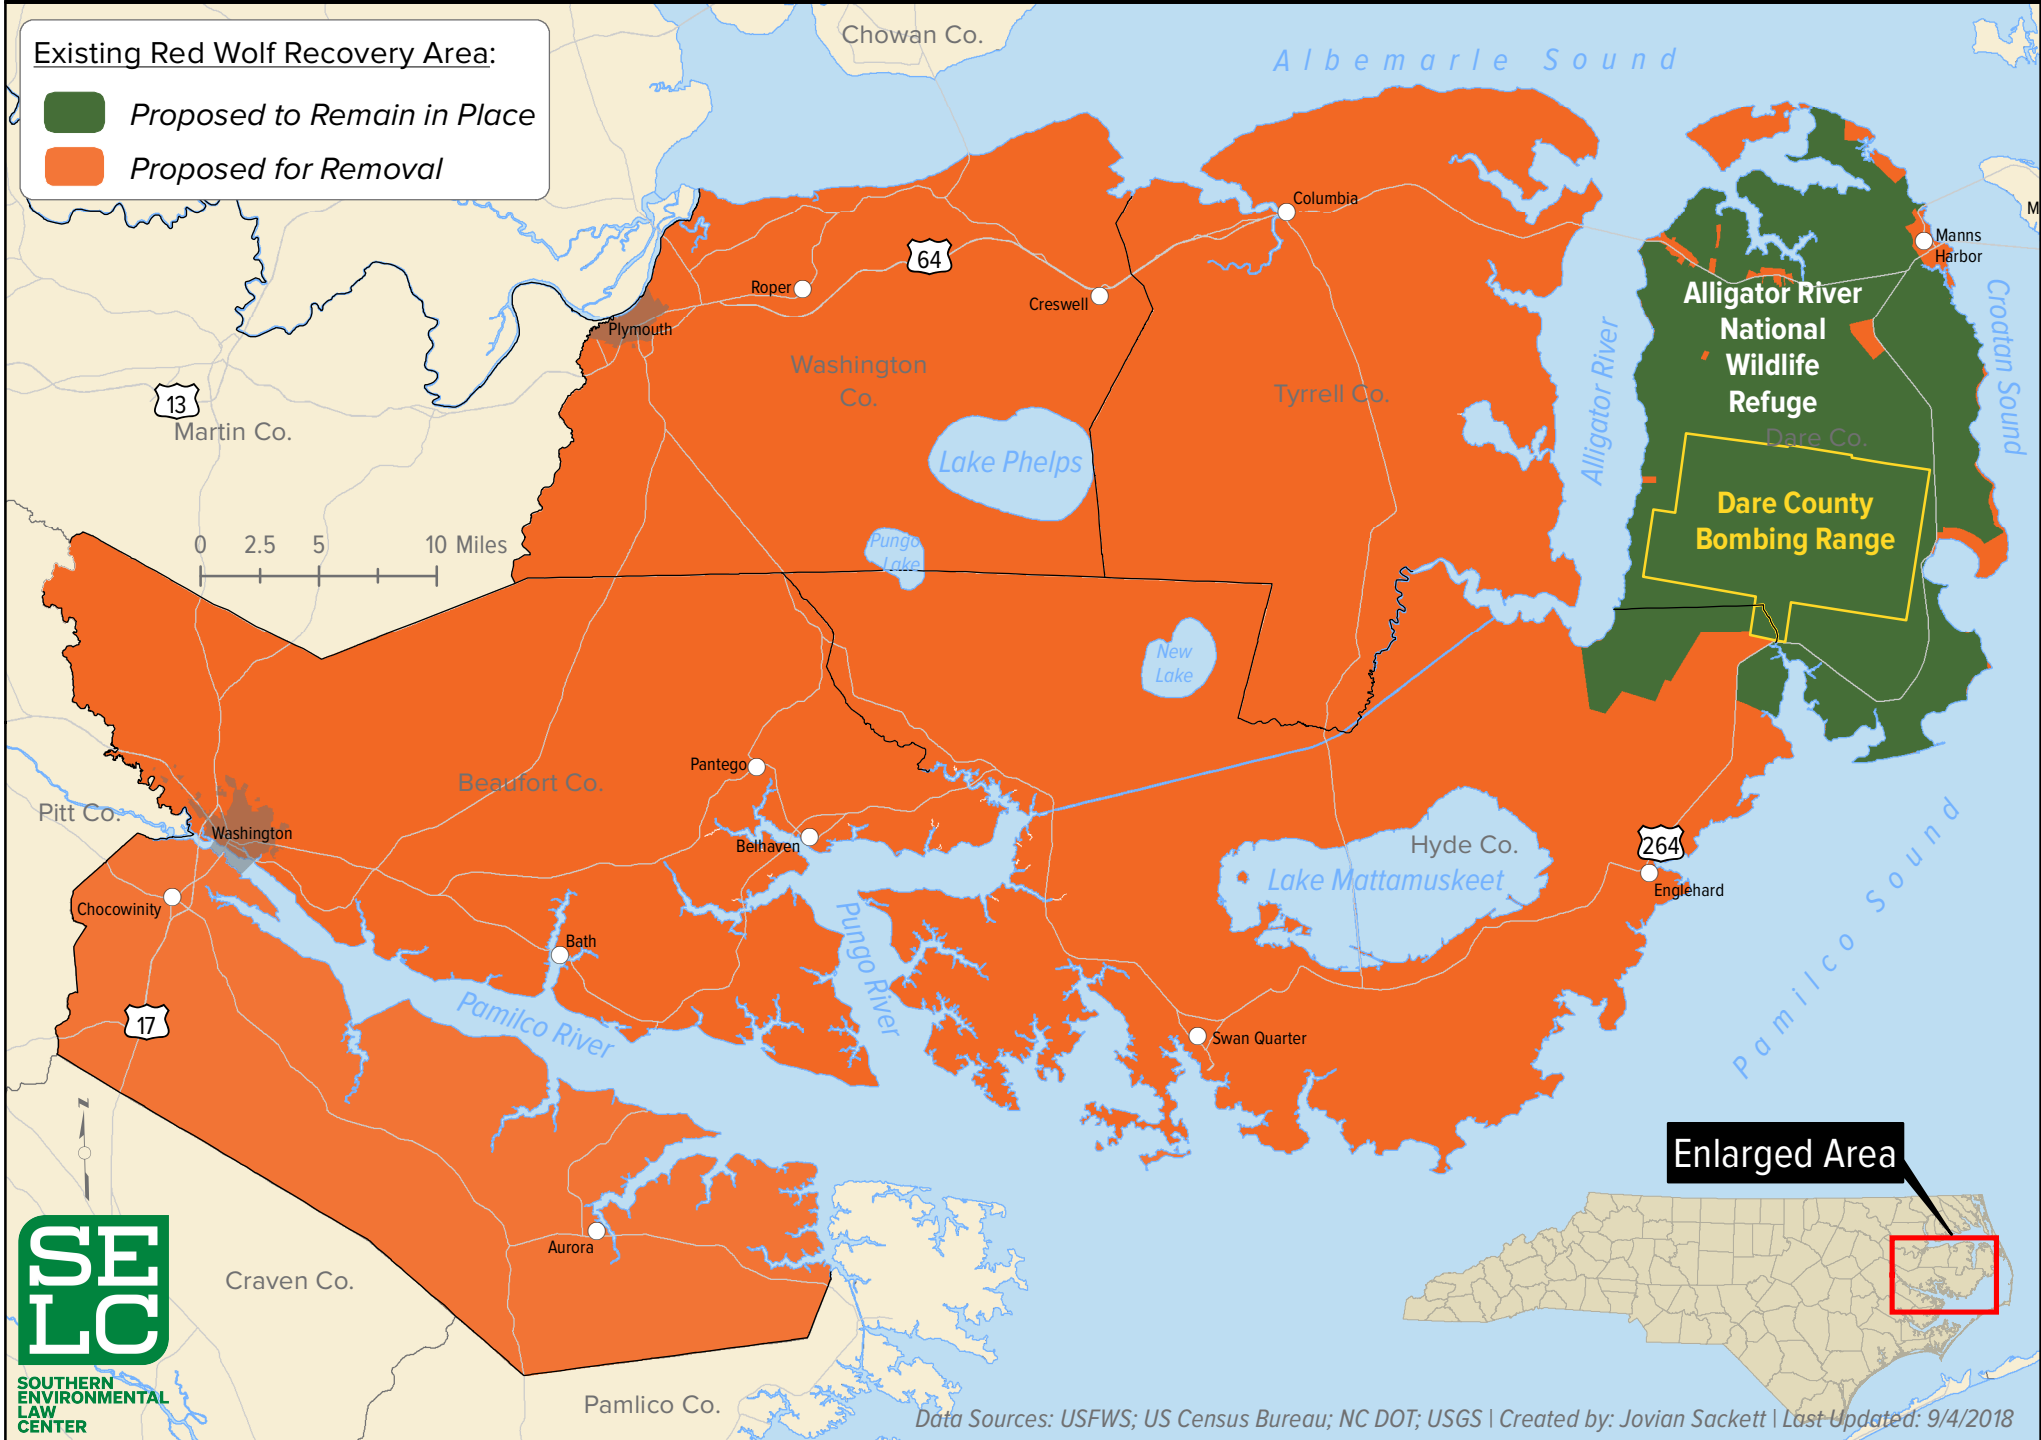 Existing Red Wolf Recovery Area:
Proposed to Remain in Place
Proposed for Removal
Chowan Co.
Albemarle Sound
Columbia
M
Manns
Harbor
64
Roper
Creswell
Plymouth
Alligator River
National
Wildlife
Refuge
Croatan Sound
Alligator River
Washington
Co.
Tyrrell Co.
13
Martin Co.
Dare Co.
Lake Phelps
Dare County
Bombing Range
0 2.5 5 10 Miles
Pungo
Lake
New
Lake
Pantego
Beaufort Co.
Pitt Co.
Washington
Belhaven
Hyde Co.
264
Lake Mattamuskeet
Englehard
Chocowinity
Bath
Pungo River
Pamilco Sound
Pamilco River
17
Swan Quarter
N
Enlarged Area
Aurora
Craven Co.
Pamlico Co.
SE
LC
SOUTHERN
ENVIRONMENTAL
LAW
CENTER
Data Sources: USFWS; US Census Bureau; NC DOT; USGS | Created by: Jovian Sackett | Last Updated: 9/4/2018